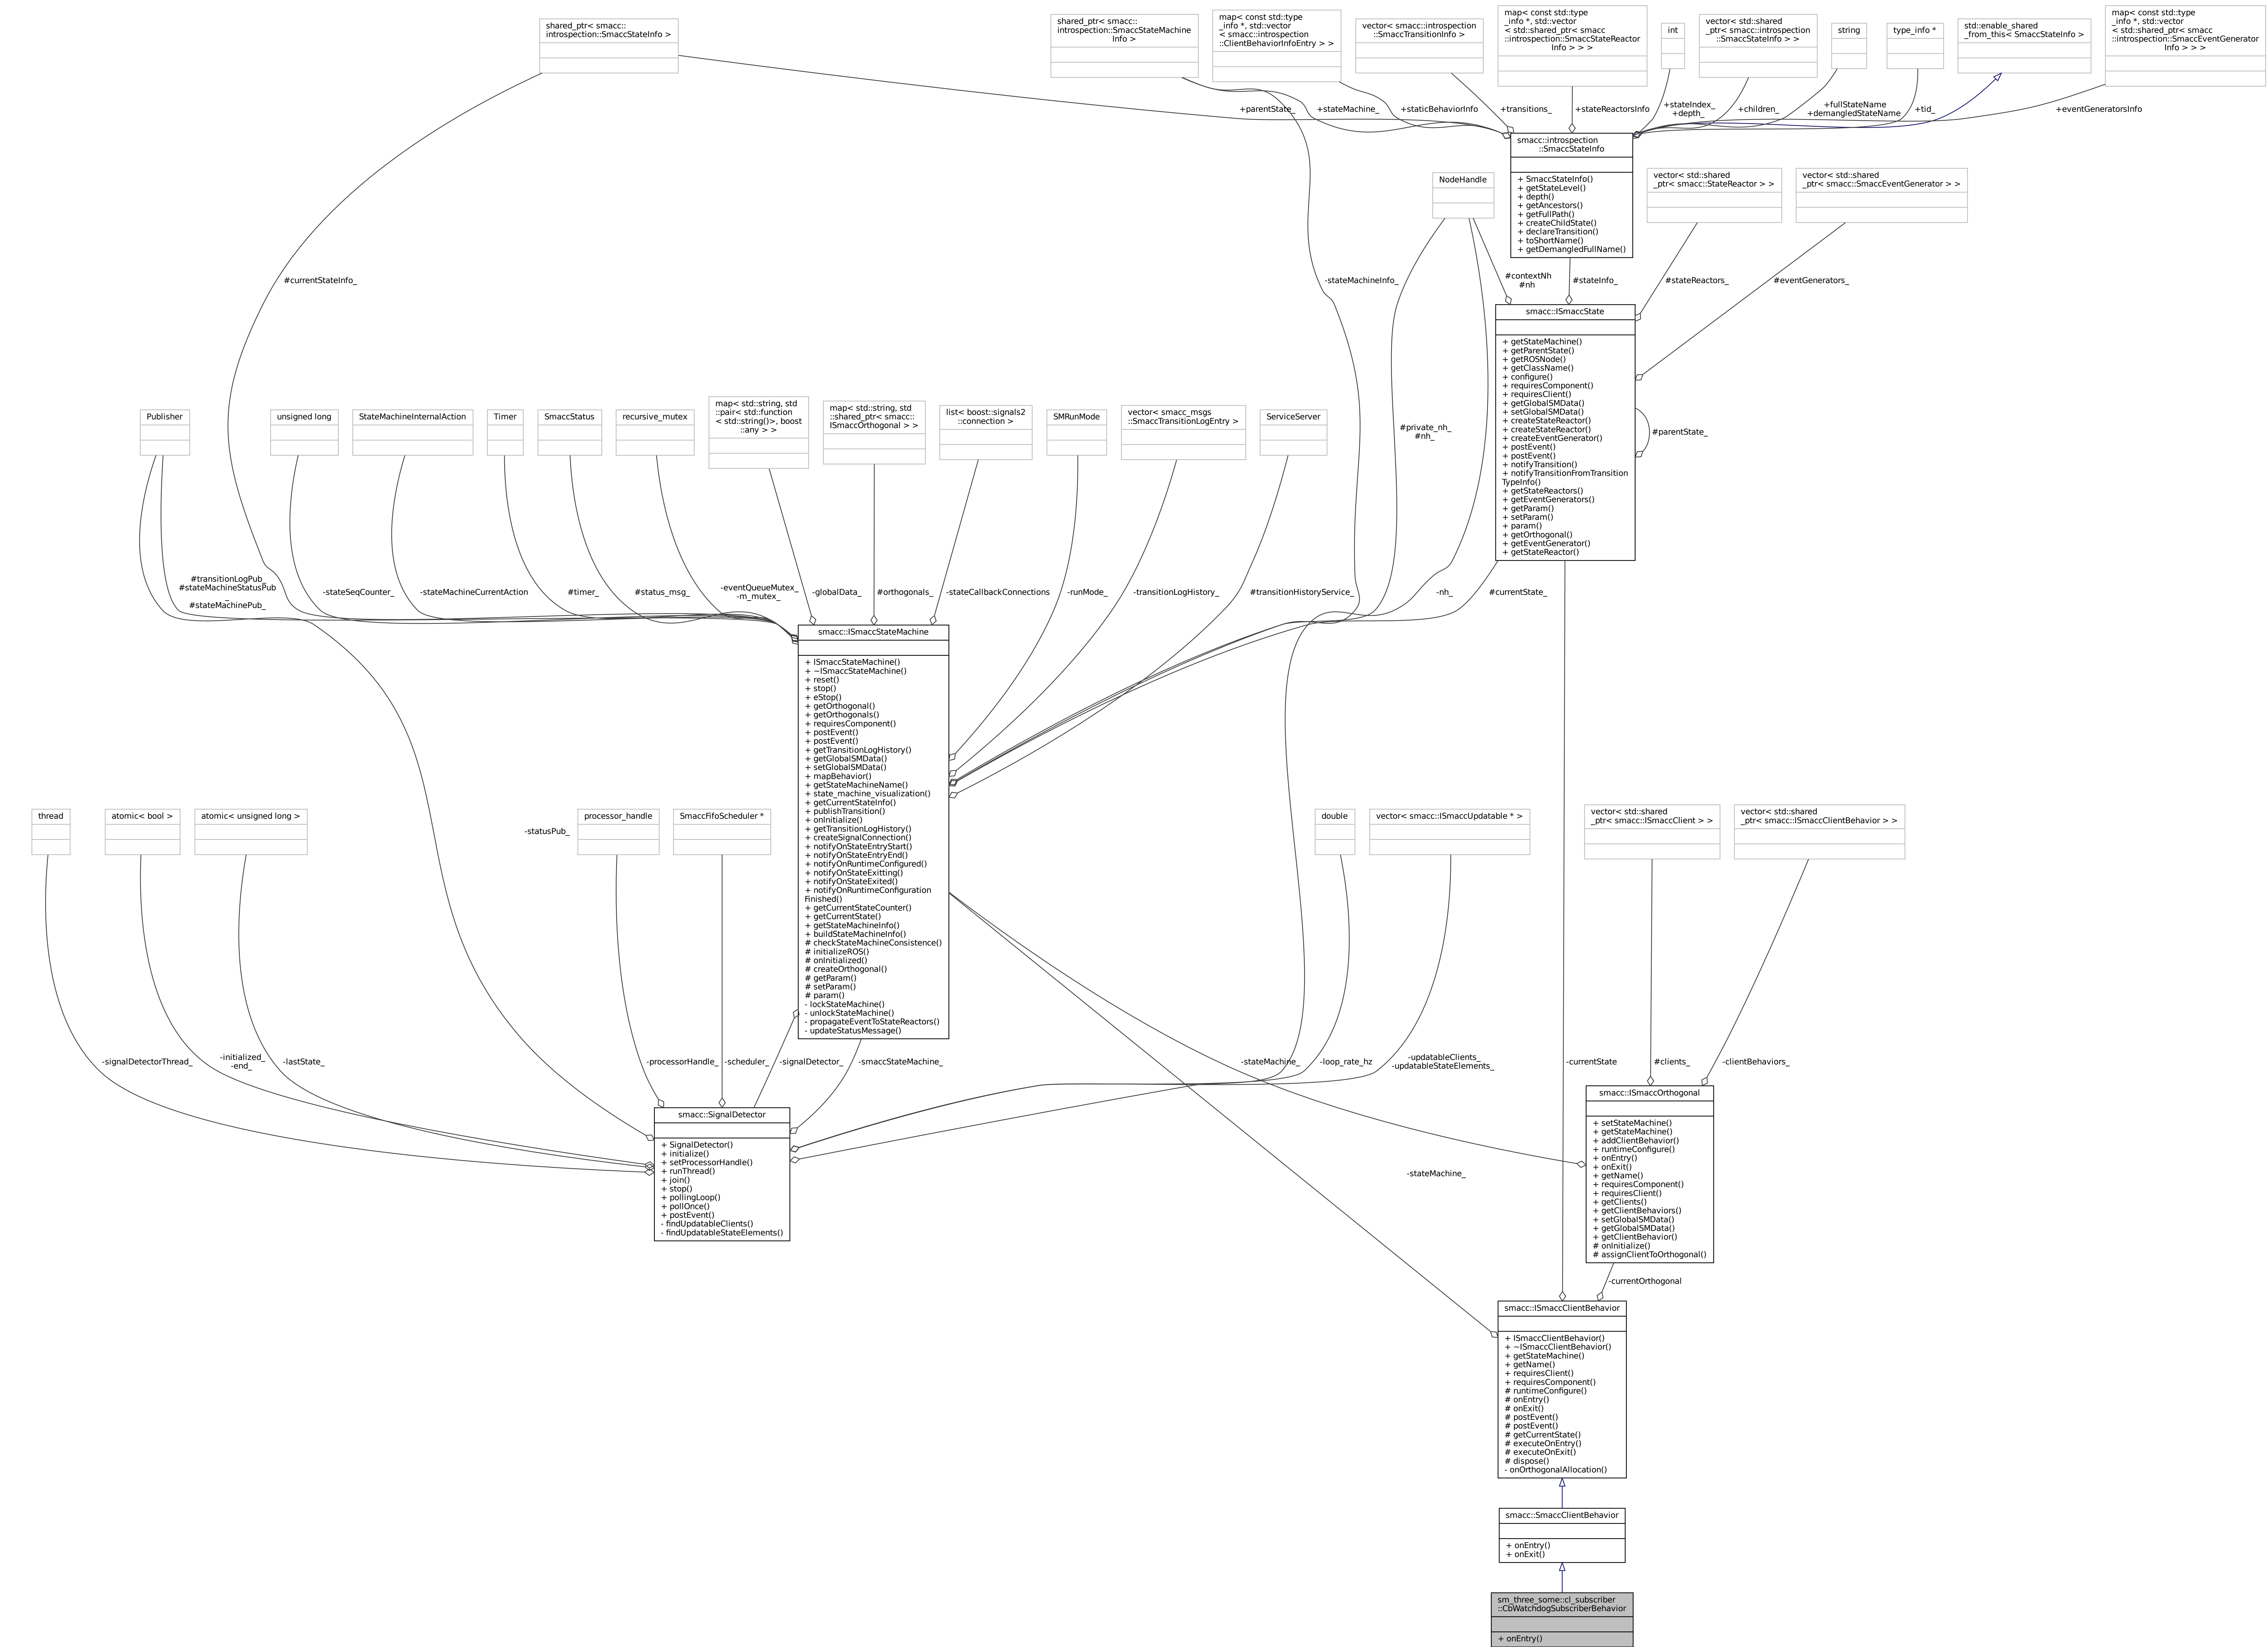 shared_ptr< smacc::
introspection::SmaccStateInfo >
shared_ptr< smacc::
introspection::SmaccStateMachine
Info >
map< const std::type
_info *, std::vector
< smacc::introspection
::ClientBehaviorInfoEntry > >
vector< smacc::introspection
::SmaccTransitionInfo >
map< const std::type
_info *, std::vector
< std::shared_ptr< smacc
::introspection::SmaccStateReactor
Info > > >
int
vector< std::shared
_ptr< smacc::introspection
::SmaccStateInfo > >
string
type_info *
std::enable_shared
_from_this< SmaccStateInfo >
map< const std::type
_info *, std::vector
< std::shared_ptr< smacc
::introspection::SmaccEventGenerator
Info > > >
+parentState_
+stateMachine_
+staticBehaviorInfo
+transitions_
+stateReactorsInfo
+stateIndex_
+depth_
+children_
+fullStateName
+demangledStateName
+tid_
+eventGeneratorsInfo
smacc::introspection
::SmaccStateInfo
+ SmaccStateInfo()
+ getStateLevel()
+ depth()
+ getAncestors()
+ getFullPath()
+ createChildState()
+ declareTransition()
+ toShortName()
+ getDemangledFullName()
NodeHandle
vector< std::shared
_ptr< smacc::StateReactor > >
vector< std::shared
_ptr< smacc::SmaccEventGenerator > >
#currentStateInfo_
-stateMachineInfo_
#contextNh
#nh
#stateInfo_
#stateReactors_
#eventGenerators_
smacc::ISmaccState
+ getStateMachine()
+ getParentState()
+ getROSNode()
+ getClassName()
+ configure()
+ requiresComponent()
+ requiresClient()
+ getGlobalSMData()
+ setGlobalSMData()
+ createStateReactor()
+ createStateReactor()
+ createEventGenerator()
+ postEvent()
+ postEvent()
+ notifyTransition()
+ notifyTransitionFromTransition
TypeInfo()
+ getStateReactors()
+ getEventGenerators()
+ getParam()
+ setParam()
+ param()
+ getOrthogonal()
+ getEventGenerator()
+ getStateReactor()
#parentState_
#private_nh_
#nh_
Publisher
unsigned long
StateMachineInternalAction
Timer
SmaccStatus
recursive_mutex
map< std::string, std
::pair< std::function
< std::string()>, boost
::any > >
map< std::string, std
::shared_ptr< smacc::
ISmaccOrthogonal > >
list< boost::signals2
::connection >
SMRunMode
vector< smacc_msgs
::SmaccTransitionLogEntry >
ServiceServer
#transitionLogPub_
#stateMachineStatusPub
_
#stateMachinePub_
-stateSeqCounter_
-stateMachineCurrentAction
#timer_
#status_msg_
-eventQueueMutex_
-m_mutex_
-globalData_
#orthogonals_
-stateCallbackConnections
-runMode_
-transitionLogHistory_
#transitionHistoryService_
-nh_
#currentState_
smacc::ISmaccStateMachine
+ ISmaccStateMachine()
+ ~ISmaccStateMachine()
+ reset()
+ stop()
+ eStop()
+ getOrthogonal()
+ getOrthogonals()
+ requiresComponent()
+ postEvent()
+ postEvent()
+ getTransitionLogHistory()
+ getGlobalSMData()
+ setGlobalSMData()
+ mapBehavior()
+ getStateMachineName()
+ state_machine_visualization()
+ getCurrentStateInfo()
+ publishTransition()
+ onInitialize()
+ getTransitionLogHistory()
+ createSignalConnection()
+ notifyOnStateEntryStart()
+ notifyOnStateEntryEnd()
+ notifyOnRuntimeConfigured()
+ notifyOnStateExitting()
+ notifyOnStateExited()
+ notifyOnRuntimeConfiguration
Finished()
+ getCurrentStateCounter()
+ getCurrentState()
+ getStateMachineInfo()
+ buildStateMachineInfo()
# checkStateMachineConsistence()
# initializeROS()
# onInitialized()
# createOrthogonal()
# getParam()
# setParam()
# param()
- lockStateMachine()
- unlockStateMachine()
- propagateEventToStateReactors()
- updateStatusMessage()
thread
atomic< bool >
atomic< unsigned long >
-statusPub_
processor_handle
SmaccFifoScheduler *
double
vector< smacc::ISmaccUpdatable * >
vector< std::shared
_ptr< smacc::ISmaccClient > >
vector< std::shared
_ptr< smacc::ISmaccClientBehavior > >
-signalDetectorThread_
-initialized_
-end_
-lastState_
-processorHandle_
-scheduler_
-signalDetector_
-smaccStateMachine_
-stateMachine_
-loop_rate_hz
-updatableClients_
-updatableStateElements_
-currentState
#clients_
-clientBehaviors_
smacc::SignalDetector
+ SignalDetector()
+ initialize()
+ setProcessorHandle()
+ runThread()
+ join()
+ stop()
+ pollingLoop()
+ pollOnce()
+ postEvent()
- findUpdatableClients()
- findUpdatableStateElements()
smacc::ISmaccOrthogonal
+ setStateMachine()
+ getStateMachine()
+ addClientBehavior()
+ runtimeConfigure()
+ onEntry()
+ onExit()
+ getName()
+ requiresComponent()
+ requiresClient()
+ getClients()
+ getClientBehaviors()
+ setGlobalSMData()
+ getGlobalSMData()
+ getClientBehavior()
# onInitialize()
# assignClientToOrthogonal()
-stateMachine_
-currentOrthogonal
smacc::ISmaccClientBehavior
+ ISmaccClientBehavior()
+ ~ISmaccClientBehavior()
+ getStateMachine()
+ getName()
+ requiresClient()
+ requiresComponent()
# runtimeConfigure()
# onEntry()
# onExit()
# postEvent()
# postEvent()
# getCurrentState()
# executeOnEntry()
# executeOnExit()
# dispose()
- onOrthogonalAllocation()
smacc::SmaccClientBehavior
+ onEntry()
+ onExit()
sm_three_some::cl_subscriber
::CbWatchdogSubscriberBehavior
+ onEntry()